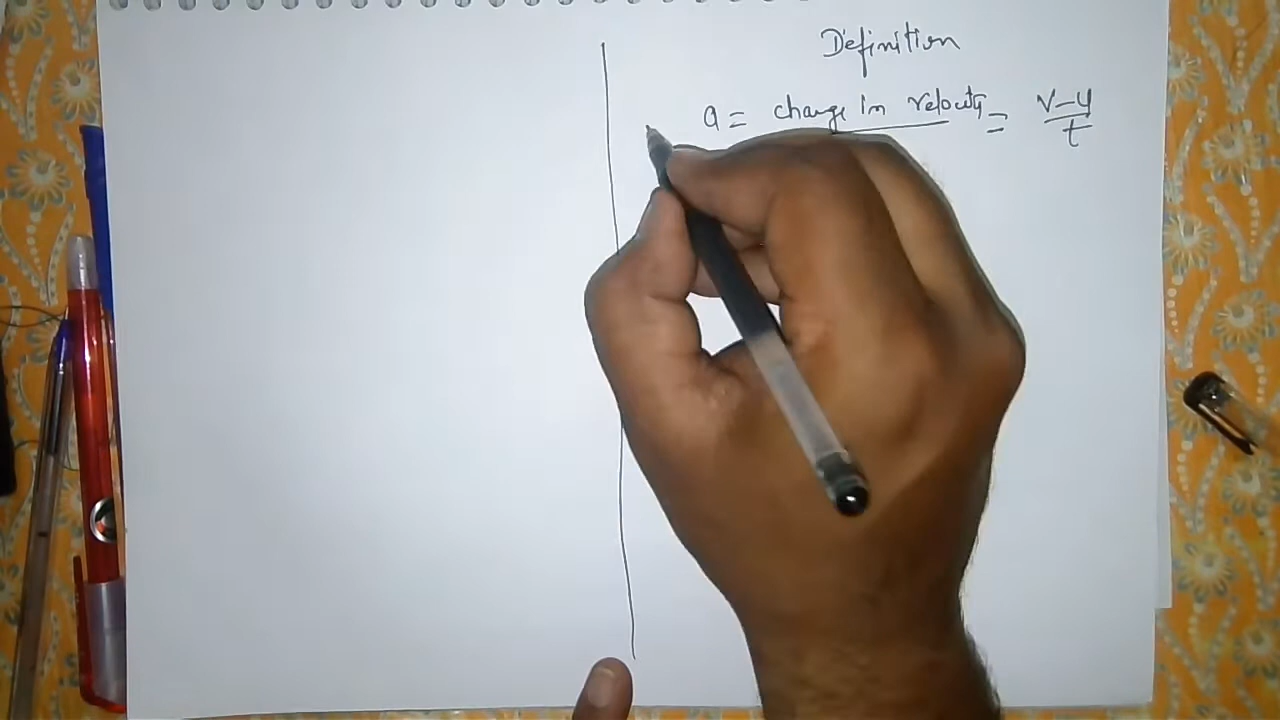 Definition
a = change in velocity = v-u/t